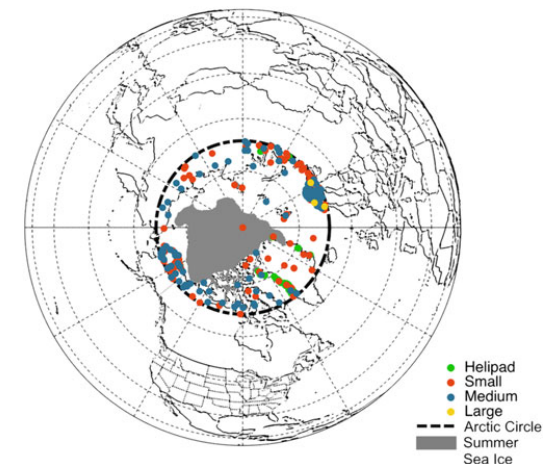 Helipad
Small
Medium
Large
Arctic Circle
Summer
Sea Ice